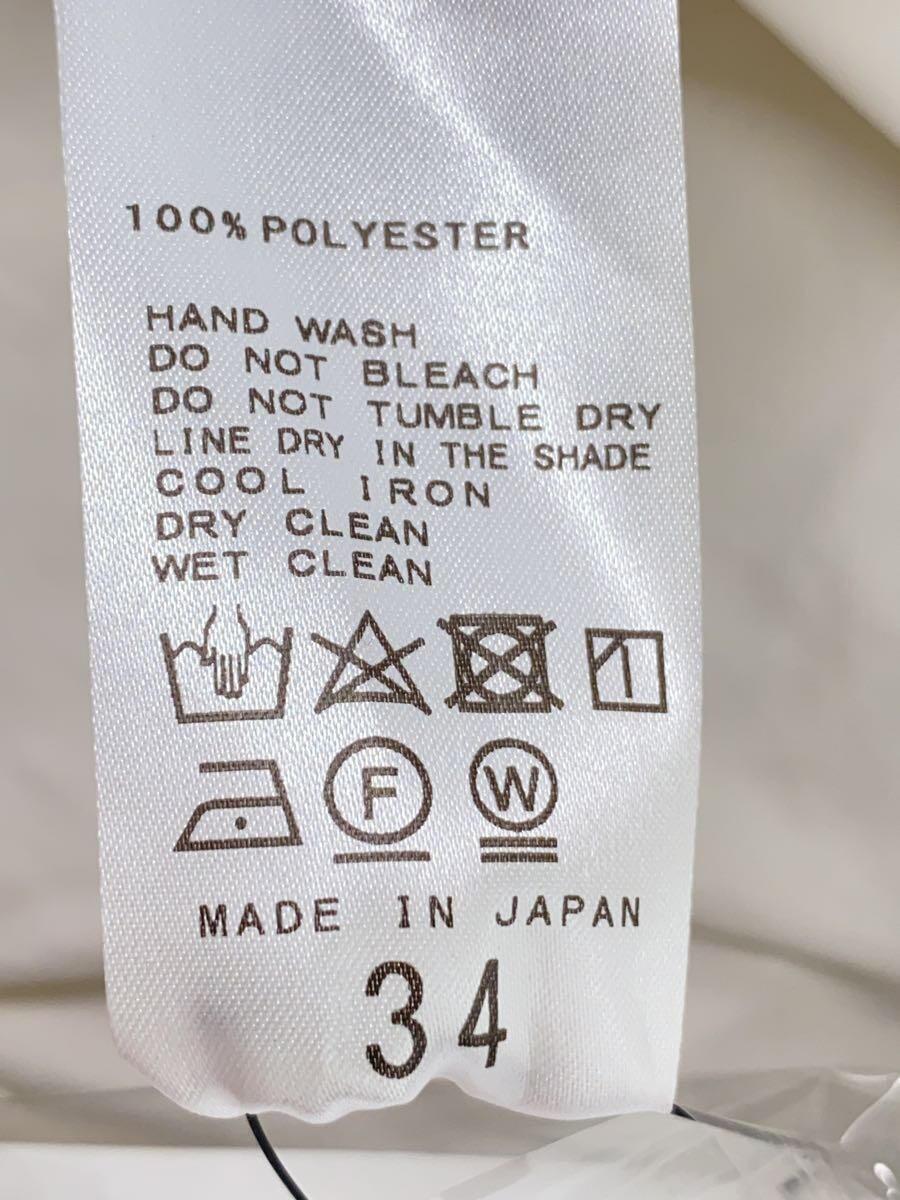 100% POLYESTER
HAND WASH
DO NOT BLEACH
DO NOT TUMBLE DRY
LINE DRY IN THE SHADE
COOL IRON
DRY CLEAN
WET CLEAN
F W
MADE IN JAPAN
34